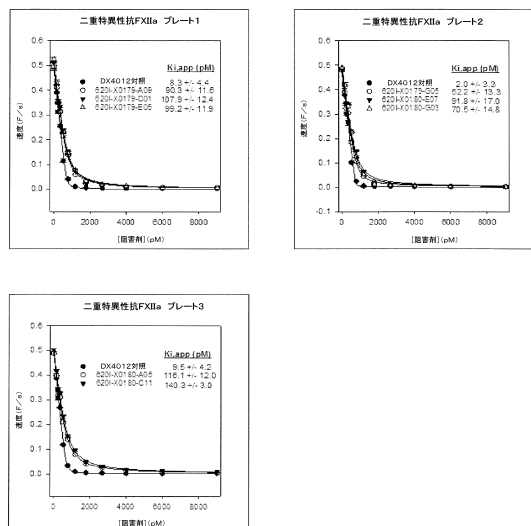 二重特異性抗FXIIa プレート1
Ki,app (pM)
DX4012対照 8.3 +/- 4.4
620I-X0179-A09 90.3 +/- 11.6
620I-X0179-C01 107.9 +/- 12.4
620I-X0179-E05 99.2 +/- 11.9
速度(F/s)
0.6
0.5
0.4
0.3
0.2
0.1
0.0
0 2000 4000 6000 8000
[阻害剤](pM)
二重特異性抗FXIIa プレート2
Ki,app (pM)
DX4012対照 2.0 +/- 3.3
620I-X0179-G05 52.2 +/- 13.3
620I-X0180-E07 91.8 +/- 17.0
620I-X0180-G03 70.5 +/- 14.8
速度(F/s)
0.6
0.5
0.4
0.3
0.2
0.1
0.0
-0.1
0 2000 4000 6000 8000
[阻害剤](pM)
二重特異性抗FXIIa プレート3
Ki,app (pM)
DX4012対照 9.5 +/- 4.2
620I-X0180-A05 116.1 +/- 12.0
620I-X0180-C11 140.3 +/- 3.0
速度(F/s)
0.6
0.5
0.4
0.3
0.2
0.1
0.0
0 2000 4000 6000 8000
[阻害剤](pM)